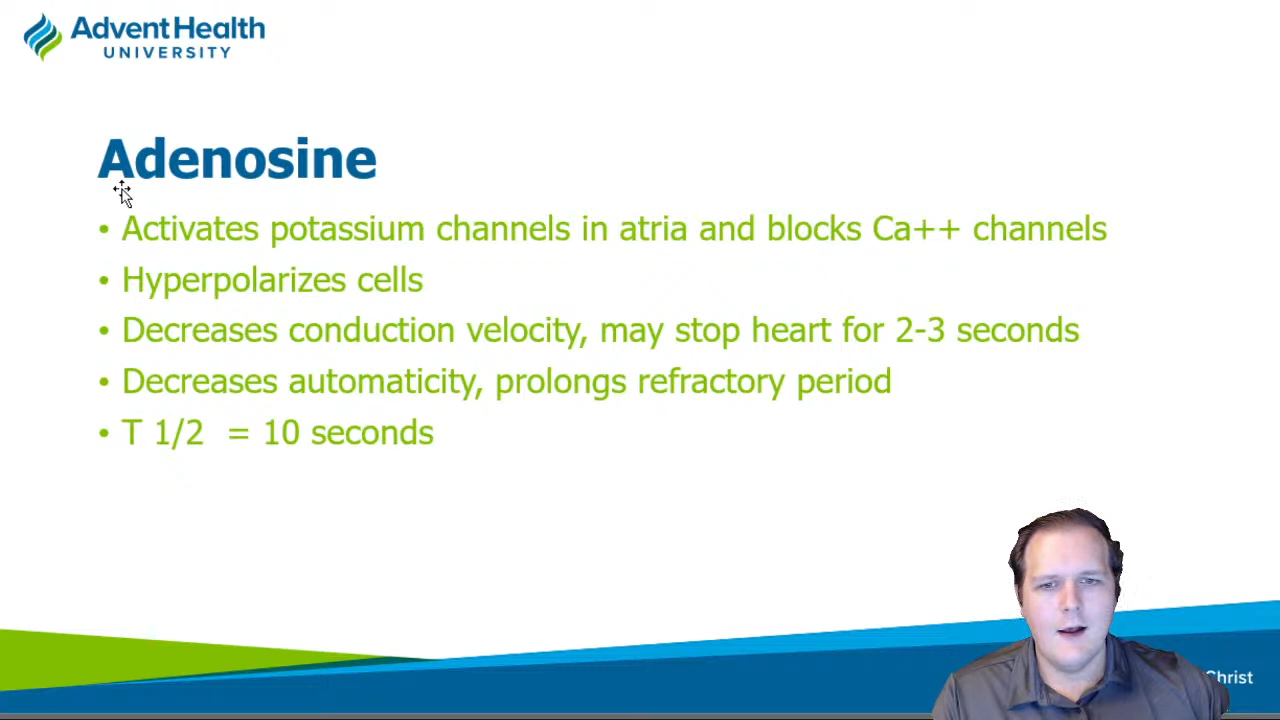 AdventHealth
UNIVERSITY
Adenosine
• Activates potassium channels in atria and blocks Ca++ channels
• Hyperpolarizes cells
• Decreases conduction velocity, may stop heart for 2-3 seconds
• Decreases automaticity, prolongs refractory period
• T 1/2 = 10 seconds
Christ